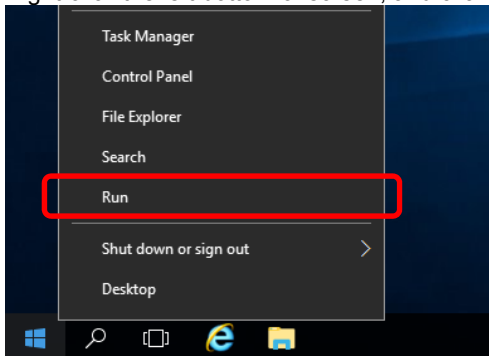 Task Manager
Control Panel
File Explorer
Search
Run
Shut down or sign out
Desktop